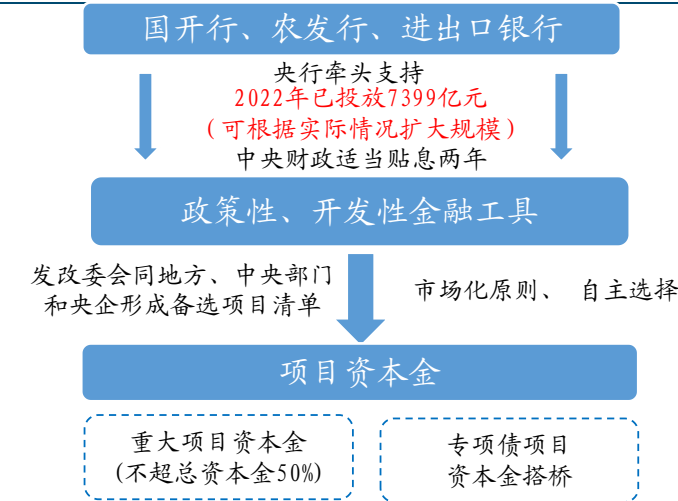 国开行、农发行、进出口银行
央行牵头支持
2022年已投放7399亿元
（可根据实际情况扩大规模）
中央财政适当贴息两年
政策性、开发性金融工具
发改委会同地方、中央部门
和央企形成备选项目清单
市场化原则、 自主选择
项目资本金
重大项目资本金
(不超总资本金50%)
专项债项目
资本金搭桥